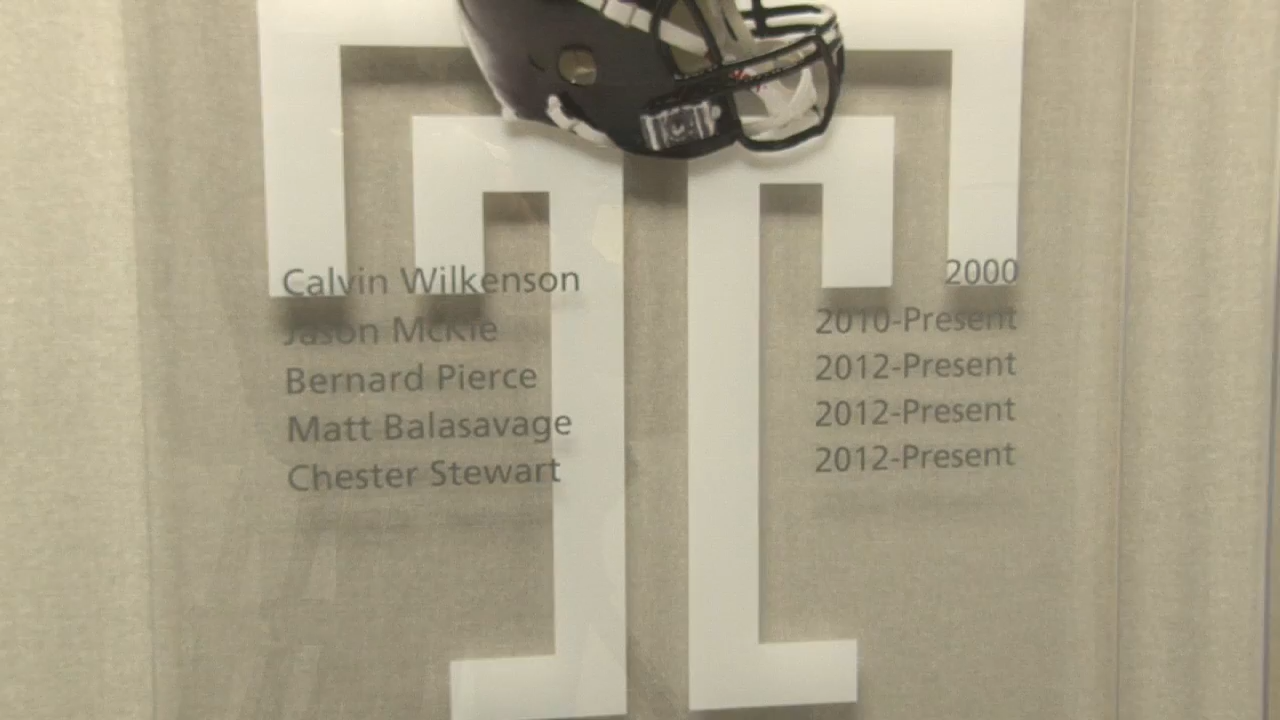 Calvin Wilkenson 2000
Jason McKie 2010-Present
Bernard Pierce 2012-Present
Matt Balasavage 2012-Present
Chester Stewart 2012-Present